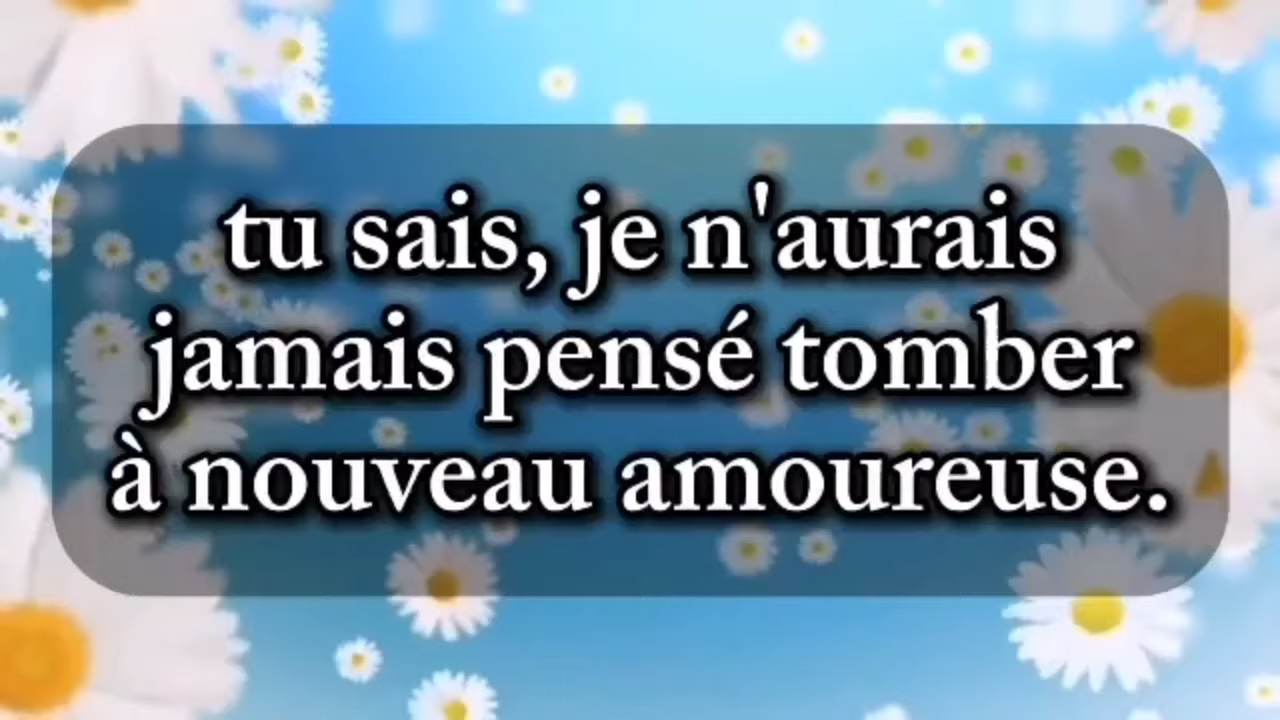 tu sais, je n'aurais
jamais pensé tomber
à nouveau amoureuse.